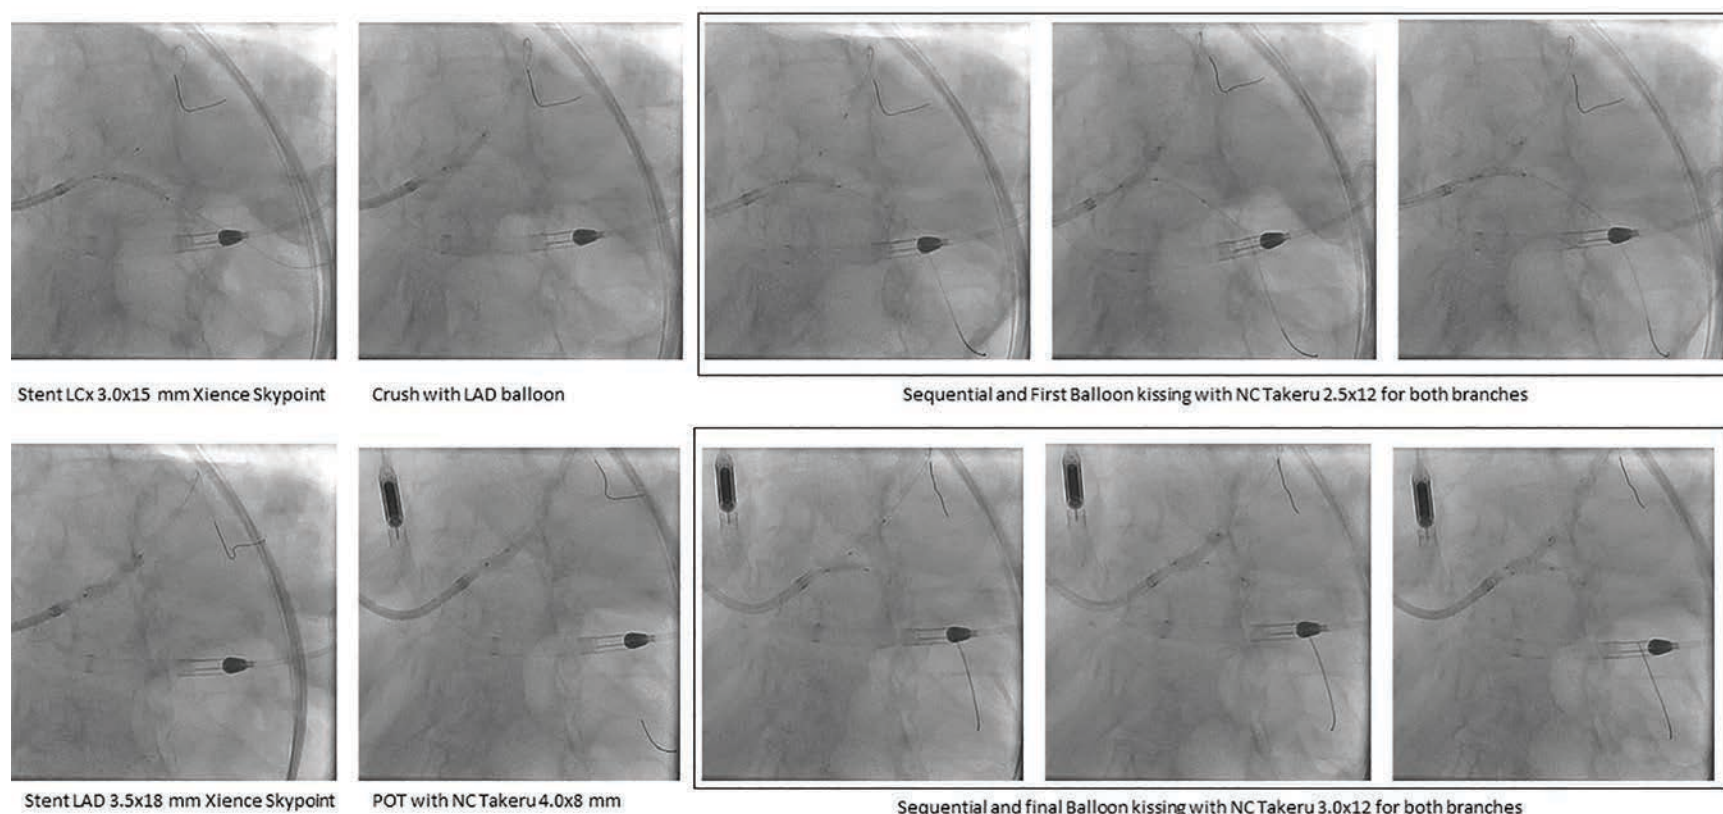 Stent LCx 3.0x15 mm Xience Skypoint
Crush with LAD balloon
Sequential and First Balloon kissing with NC Takeru 2.5x12 for both branches
Stent LAD 3.5x18 mm Xience Skypoint
POT with NC Takeru 4.0x8 mm
Sequential and final Balloon kissing with NC Takeru 3.0x12 for both branches